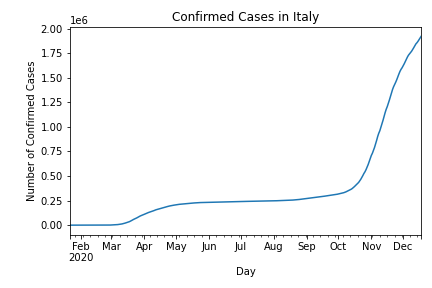 Confirmed Cases in Italy
1e6
2.00
1.75
1.50
1.25
1.00
0.75
0.50
0.25
0.00
Number of Confirmed Cases
Feb Mar Apr May Jun Jul Aug Sep Oct Nov Dec
2020
Day